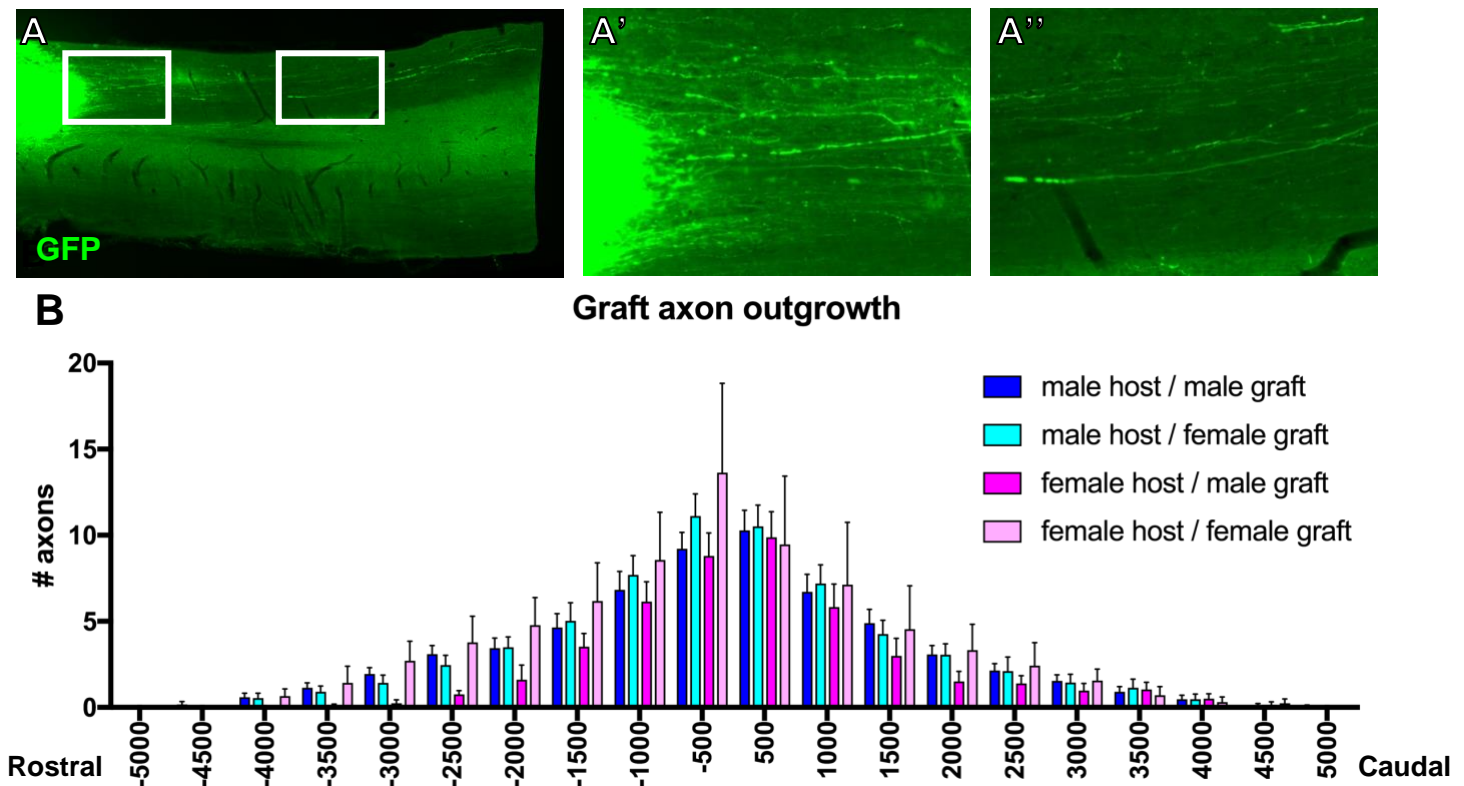 A
A’
A’’
GFP
B
Graft axon outgrowth
20
15
10
5
0
# axons
male host / male graft
male host / female graft
female host / male graft
female host / female graft
Rostral
-5000
-4500
-4000
-3500
-3000
-2500
-2000
-1500
-1000
-500
500
1000
1500
2000
2500
3000
3500
4000
4500
5000
Caudal